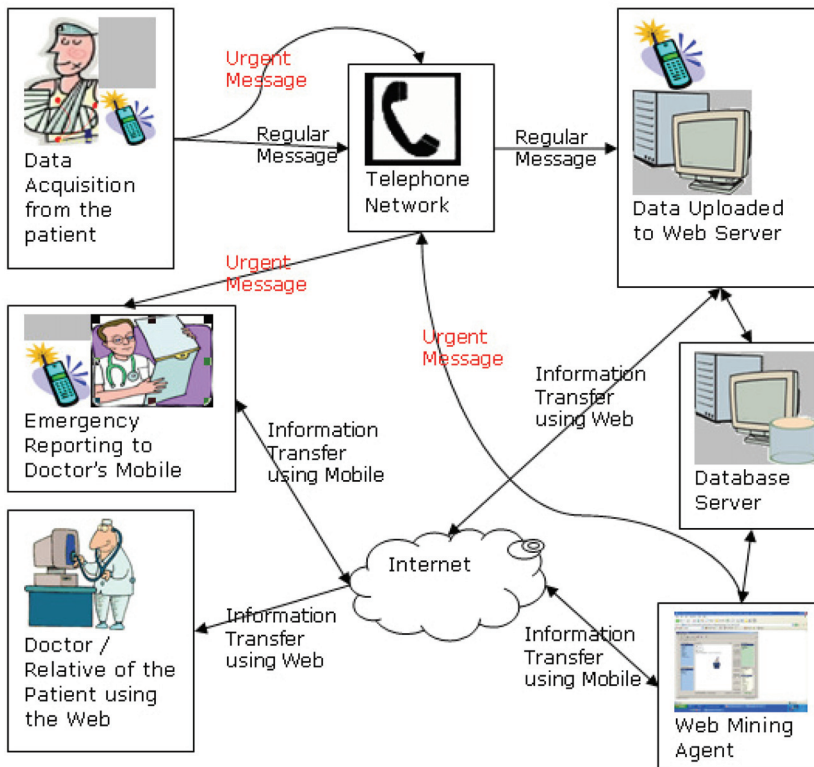 Urgent
Message
Regular
Message
Regular
Message
Data
Acquisition
from the
patient
Telephone
Network
Data Uploaded
to Web Server
Urgent
Message
Urgent
Message
Information
Transfer
using Web
Emergency
Reporting to
Doctor's Mobile
Information
Transfer
using Mobile
Database
Server
Internet
Doctor /
Relative of the
Patient using
the Web
Information
Transfer
using Web
Information
Transfer
using Mobile
Web Mining
Agent